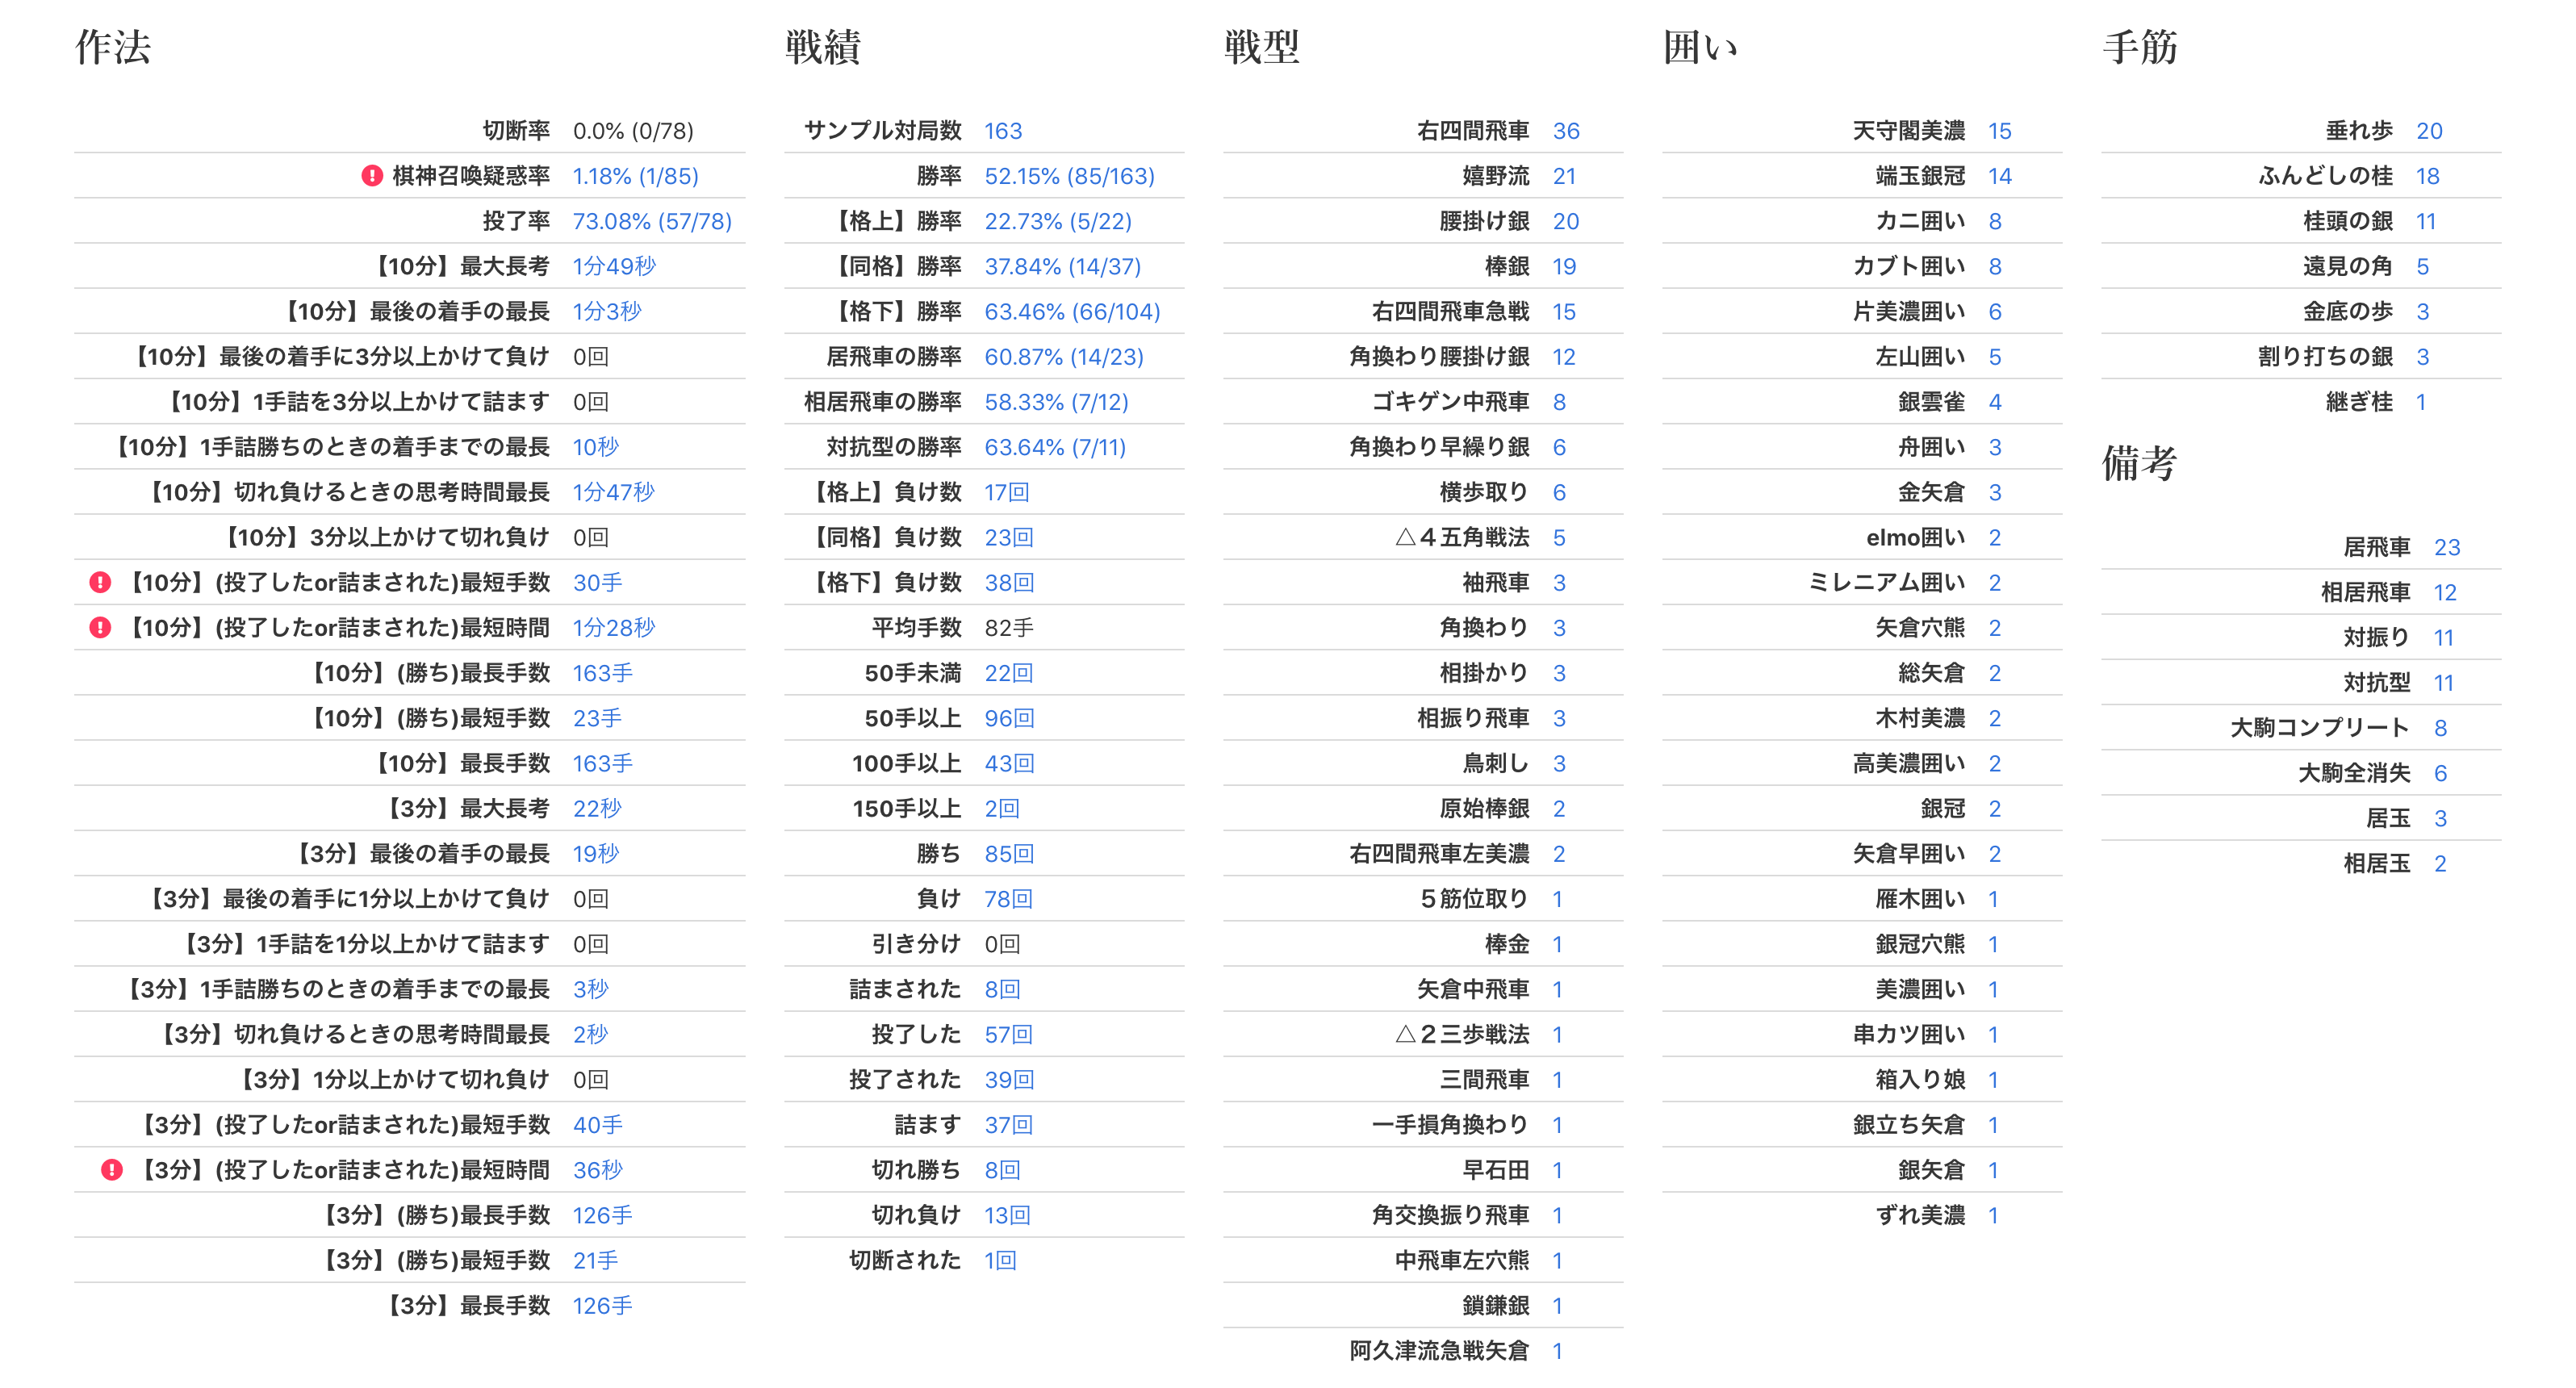 作法
切断率 0.0% (0/78)
棋神召喚疑惑率 1.18% (1/85)
投了率 73.08% (57/78)
【10分】最大長考 1分49秒
【10分】最後の着手の最長 1分3秒
【10分】最後の着手に3分以上かけて負け 0回
【10分】1手詰を3分以上かけて詰ます 0回
【10分】1手詰勝ちのときの着手までの最長 10秒
【10分】切れ負けるときの思考時間最長 1分47秒
【10分】3分以上かけて切れ負け 0回
【10分】(投了したor詰まされた)最短手数 30手
【10分】(投了したor詰まされた)最短時間 1分28秒
【10分】(勝ち)最長手数 163手
【10分】(勝ち)最短手数 23手
【10分】最長手数 163手
【3分】最大長考 22秒
【3分】最後の着手の最長 19秒
【3分】最後の着手に1分以上かけて負け 0回
【3分】1手詰を1分以上かけて詰ます 0回
【3分】1手詰勝ちのときの着手までの最長 3秒
【3分】切れ負けるときの思考時間最長 2秒
【3分】1分以上かけて切れ負け 0回
【3分】(投了したor詰まされた)最短手数 40手
【3分】(投了したor詰まされた)最短時間 36秒
【3分】(勝ち)最長手数 126手
【3分】(勝ち)最短手数 21手
【3分】最長手数 126手
戦績
サンプル対局数 163
勝率 52.15% (85/163)
【格上】勝率 22.73% (5/22)
【同格】勝率 37.84% (14/37)
【格下】勝率 63.46% (66/104)
居飛車の勝率 60.87% (14/23)
相居飛車の勝率 58.33% (7/12)
対抗型の勝率 63.64% (7/11)
【格上】負け数 17回
【同格】負け数 23回
【格下】負け数 38回
平均手数 82手
50手未満 22回
50手以上 96回
100手以上 43回
150手以上 2回
勝ち 85回
負け 78回
引き分け 0回
詰まされた 8回
投了した 57回
投了された 39回
詰ます 37回
切れ勝ち 8回
切れ負け 13回
切断された 1回
戦型
右四間飛車 36
嬉野流 21
腰掛け銀 20
棒銀 19
右四間飛車急戦 15
角換わり腰掛け銀 12
ゴキゲン中飛車 8
角換わり早繰り銀 6
横歩取り 6
△4五角戦法 5
袖飛車 3
角換わり 3
相掛かり 3
相振り飛車 3
鳥刺し 3
原始棒銀 2
右四間飛車左美濃 2
5筋位取り 1
棒金 1
矢倉中飛車 1
△2三歩戦法 1
三間飛車 1
一手損角換わり 1
早石田 1
角交換振り飛車 1
中飛車左穴熊 1
鎖鎌銀 1
阿久津流急戦矢倉 1
囲い
天守閣美濃 15
端玉銀冠 14
カニ囲い 8
カブト囲い 8
片美濃囲い 6
左山囲い 5
銀雲雀 4
舟囲い 3
金矢倉 3
elmo囲い 2
ミレニアム囲い 2
矢倉穴熊 2
総矢倉 2
木村美濃 2
高美濃囲い 2
銀冠 2
矢倉早囲い 2
雁木囲い 1
銀冠穴熊 1
美濃囲い 1
串カツ囲い 1
箱入り娘 1
銀立ち矢倉 1
銀矢倉 1
ずれ美濃 1
手筋
垂れ歩 20
ふんどしの桂 18
桂頭の銀 11
遠見の角 5
金底の歩 3
割り打ちの銀 3
継ぎ桂 1
備考
居飛車 23
相居飛車 12
対振り 11
対抗型 11
大駒コンプリート 8
大駒全消失 6
居玉 3
相居玉 2